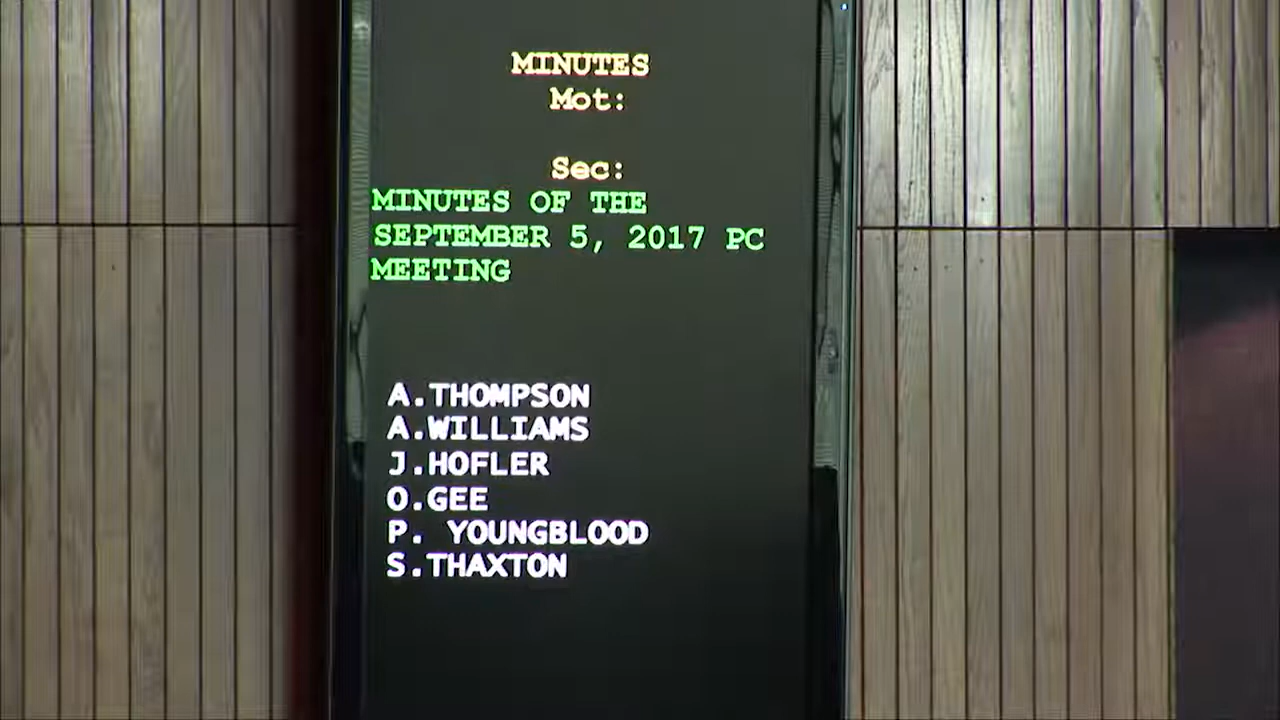 MINUTES
Mot:
Sec:
MINUTES OF THE
SEPTEMBER 5, 2017 PC
MEETING
A.THOMPSON
A.WILLIAMS
J.HOFLER
O.GEE
P. YOUNGBLOOD
S.THAXTON